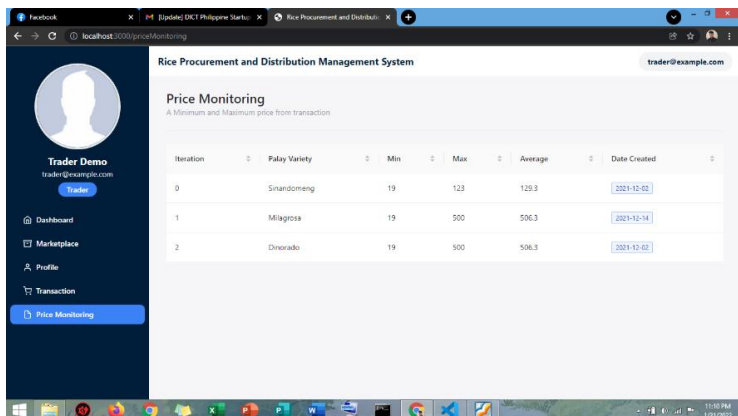 Facebook
[Update] DICT Philippine Startup
Rice Procurement and Distributio
localhost:3000/priceMonitoring
Rice Procurement and Distribution Management System
trader@example.com
Trader Demo
trader@example.com
Trader
Dashboard
Marketplace
Profile
Transaction
Price Monitoring
Price Monitoring
A Minimum and Maximum price from transaction
Iteration Palay Variety Min Max Average Date Created
0 Sinandomeng 19 123 129.3 2021-12-02
1 Milagrosa 19 500 506.3 2021-12-14
2 Dinorado 19 500 506.3 2021-12-02
11:10 PM